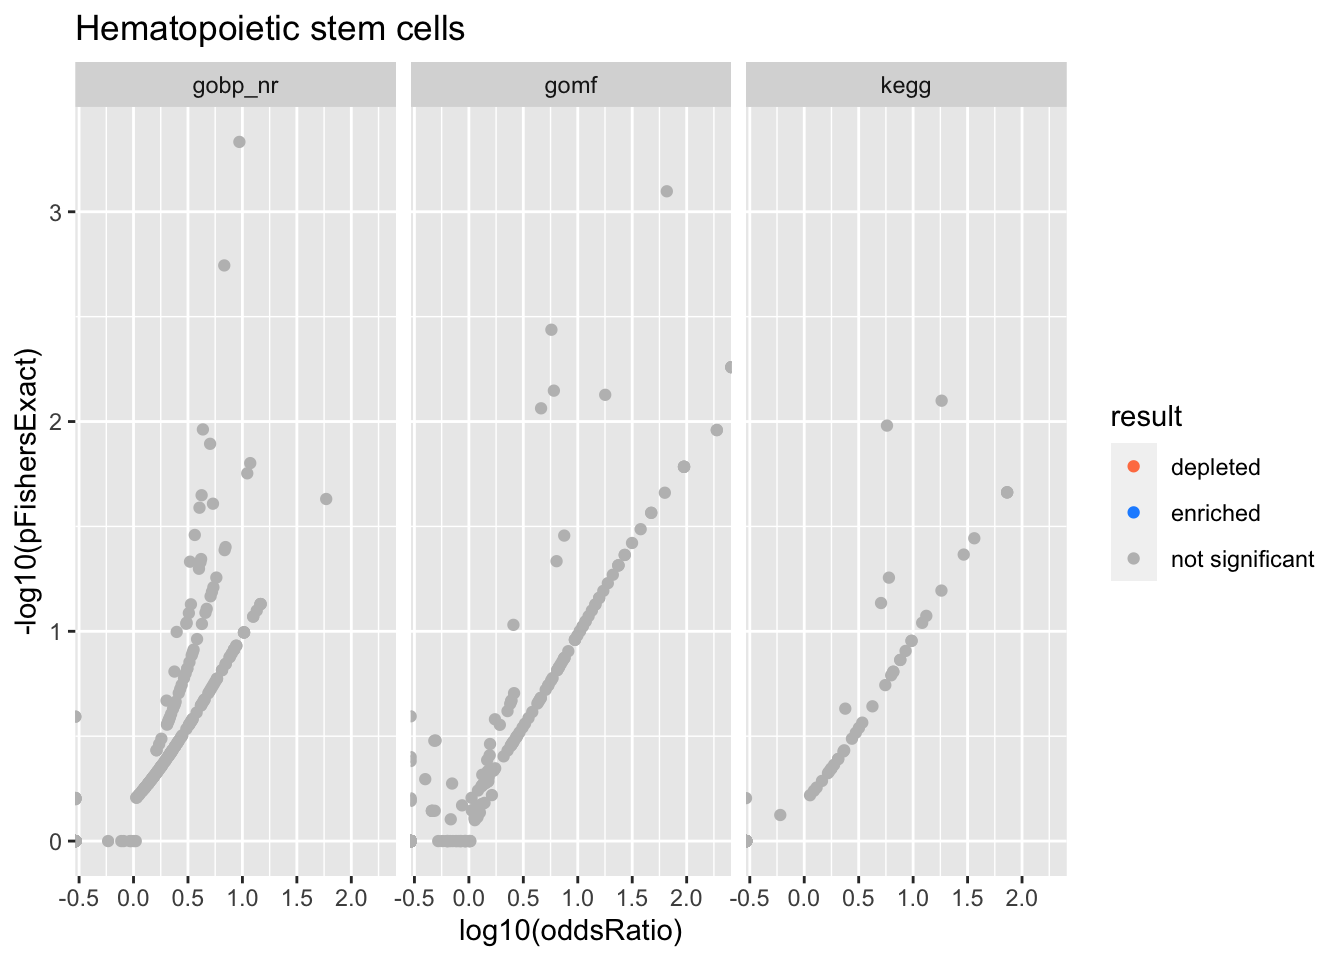 Hematopoietic stem cells
gobp_nr
gomf
kegg
-log10(pFishersExact)
3
2
1
0
-0.5 0.0 0.5 1.0 1.5 2.0
-0.5 0.0 0.5 1.0 1.5 2.0
-0.5 0.0 0.5 1.0 1.5 2.0
log10(oddsRatio)
result
depleted
enriched
not significant